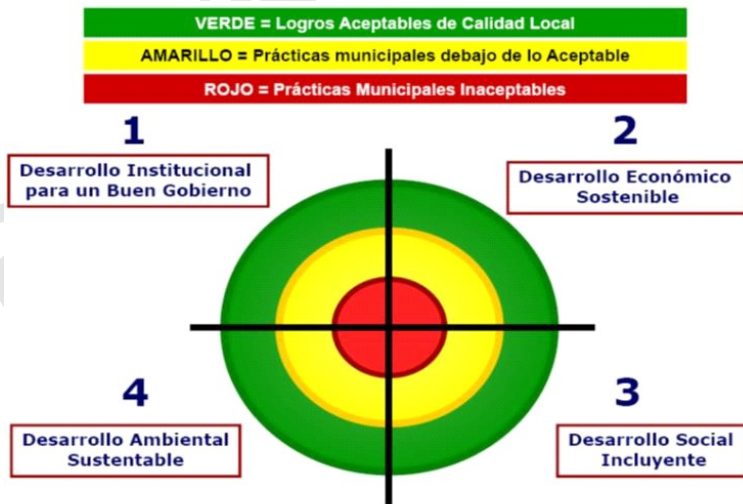 VERDE = Logros Aceptables de Calidad Local
AMARILLO = Prácticas municipales debajo de lo Aceptable
ROJO = Prácticas Municipales Inaceptables
1
Desarrollo Institucional
para un Buen Gobierno
2
Desarrollo Económico
Sostenible
4
Desarrollo Ambiental
Sustentable
3
Desarrollo Social
Incluyente